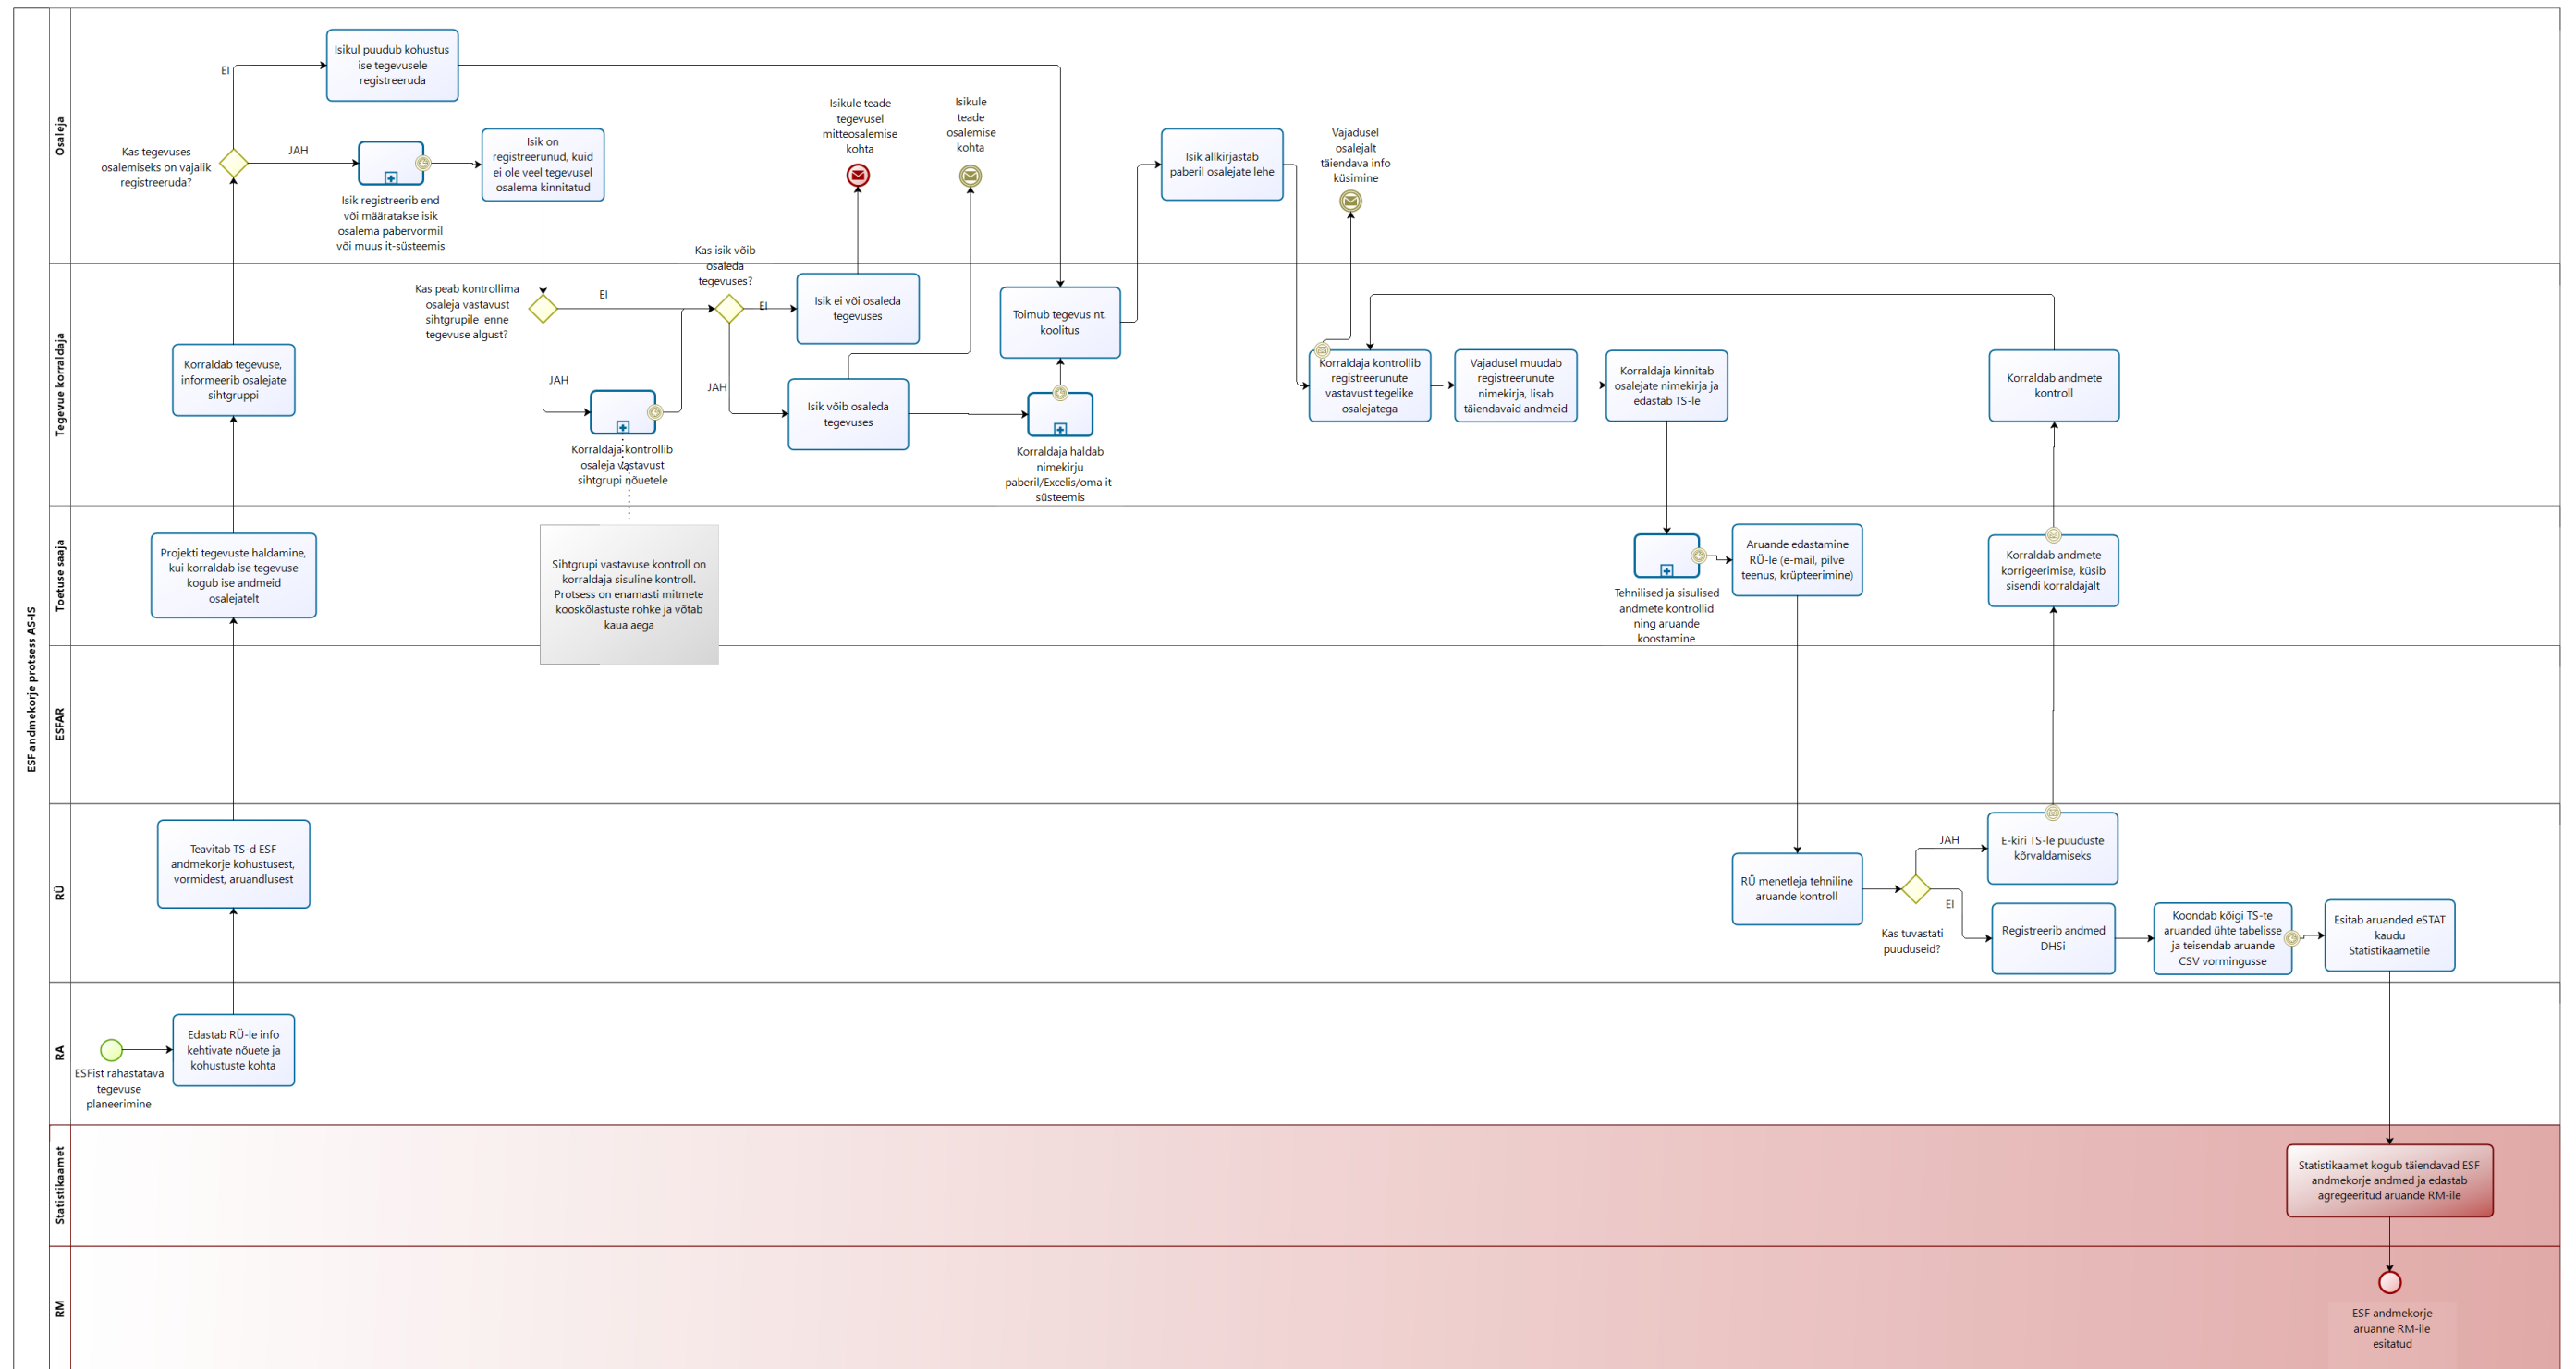 ESF andmekorje protsess AS-IS
Osaleja
Isikul puudub kohustus
ise tegevusele
registreeruda
EI
Kas tegevuses
osalemiseks on vajalik
registreeruda?
JAH
Isik registreerib end
või määratakse isik
osalema pabervormil
või muus it-süsteemis
Isik on
registreerunud, kuid
ei ole veel tegevusel
osalema kinnitatud
Isikule teade
tegevusel
mitteosalemise
kohta
Isikule
teade
osalemise
kohta
Isik allkirjastab
paberil osalejate lehe
Vajadusel
osalejalt
täiendava info
küsimine
Tegevue korraldaja
Korraldab tegevuse,
informeerib osalejate
sihtgruppi
Kas peab kontrollima
osaleja vastavust
sihtgrupile enne
tegevuse algust?
EI
JAH
Korraldaja kontrollib
osaleja vastavust
sihtgrupi nõuetele
Kas isik võib
osaleda
tegevuses?
EI
JAH
Isik ei või osaleda
tegevuses
Isik võib osaleda
tegevuses
Toimub tegevus nt.
koolitus
Korraldaja haldab
nimekirju
paberil/Excelis/oma it-
süsteemis
Korraldaja kontrollib
registreerunute
vastavust tegelike
osalejatega
Vajadusel muudab
registreerunute
nimekirja, lisab
täiendavaid andmeid
Korraldaja kinnitab
osalejate nimekirja ja
edastab TS-le
Korraldab andmete
kontroll
Toetuse saaja
Projekti tegevuste haldamine,
kui korraldab ise tegevuse
kogub ise andmeid
osalejatelt
Sihtgrupi vastavuse kontroll on
korraldaja sisuline kontroll.
Protsess on enamasti mitmete
kooskõlastuste rohke ja võtab
kaua aega
Tehnilised ja sisulised
andmete kontrollid
ning aruande
koostamine
Aruande edastamine
RÜ-le (e-mail, pilve
teenus, krüpteerimine)
Korraldab andmete
korrigeerimise, küsib
sisendi korraldajalt
ESFAR
RÜ
Teavitab TS-d ESF
andmekorje kohustusest,
vormidest, aruandlusest
RÜ menetleja tehniline
aruande kontroll
Kas tuvastati
puuduseid?
JAH
EI
E-kiri TS-le puuduste
kõrvaldamiseks
Registreerib andmed
DHSi
Koondab kõigi TS-te
aruanded ühte tabelisse
ja teisendab aruande
CSV vormingusse
Esitab aruanded eSTAT
kaudu
Statistikaametile
RA
ESFist rahastatava
tegevuse
planeerimine
Edastab RÜ-le info
kehtivate nõuete ja
kohustuste kohta
Statistikaamet
Statistikaamet kogub täiendavad ESF
andmekorje andmed ja edastab
agregeeritud aruande RM-ile
RM
ESF andmekorje
aruanne RM-ile
esitatud